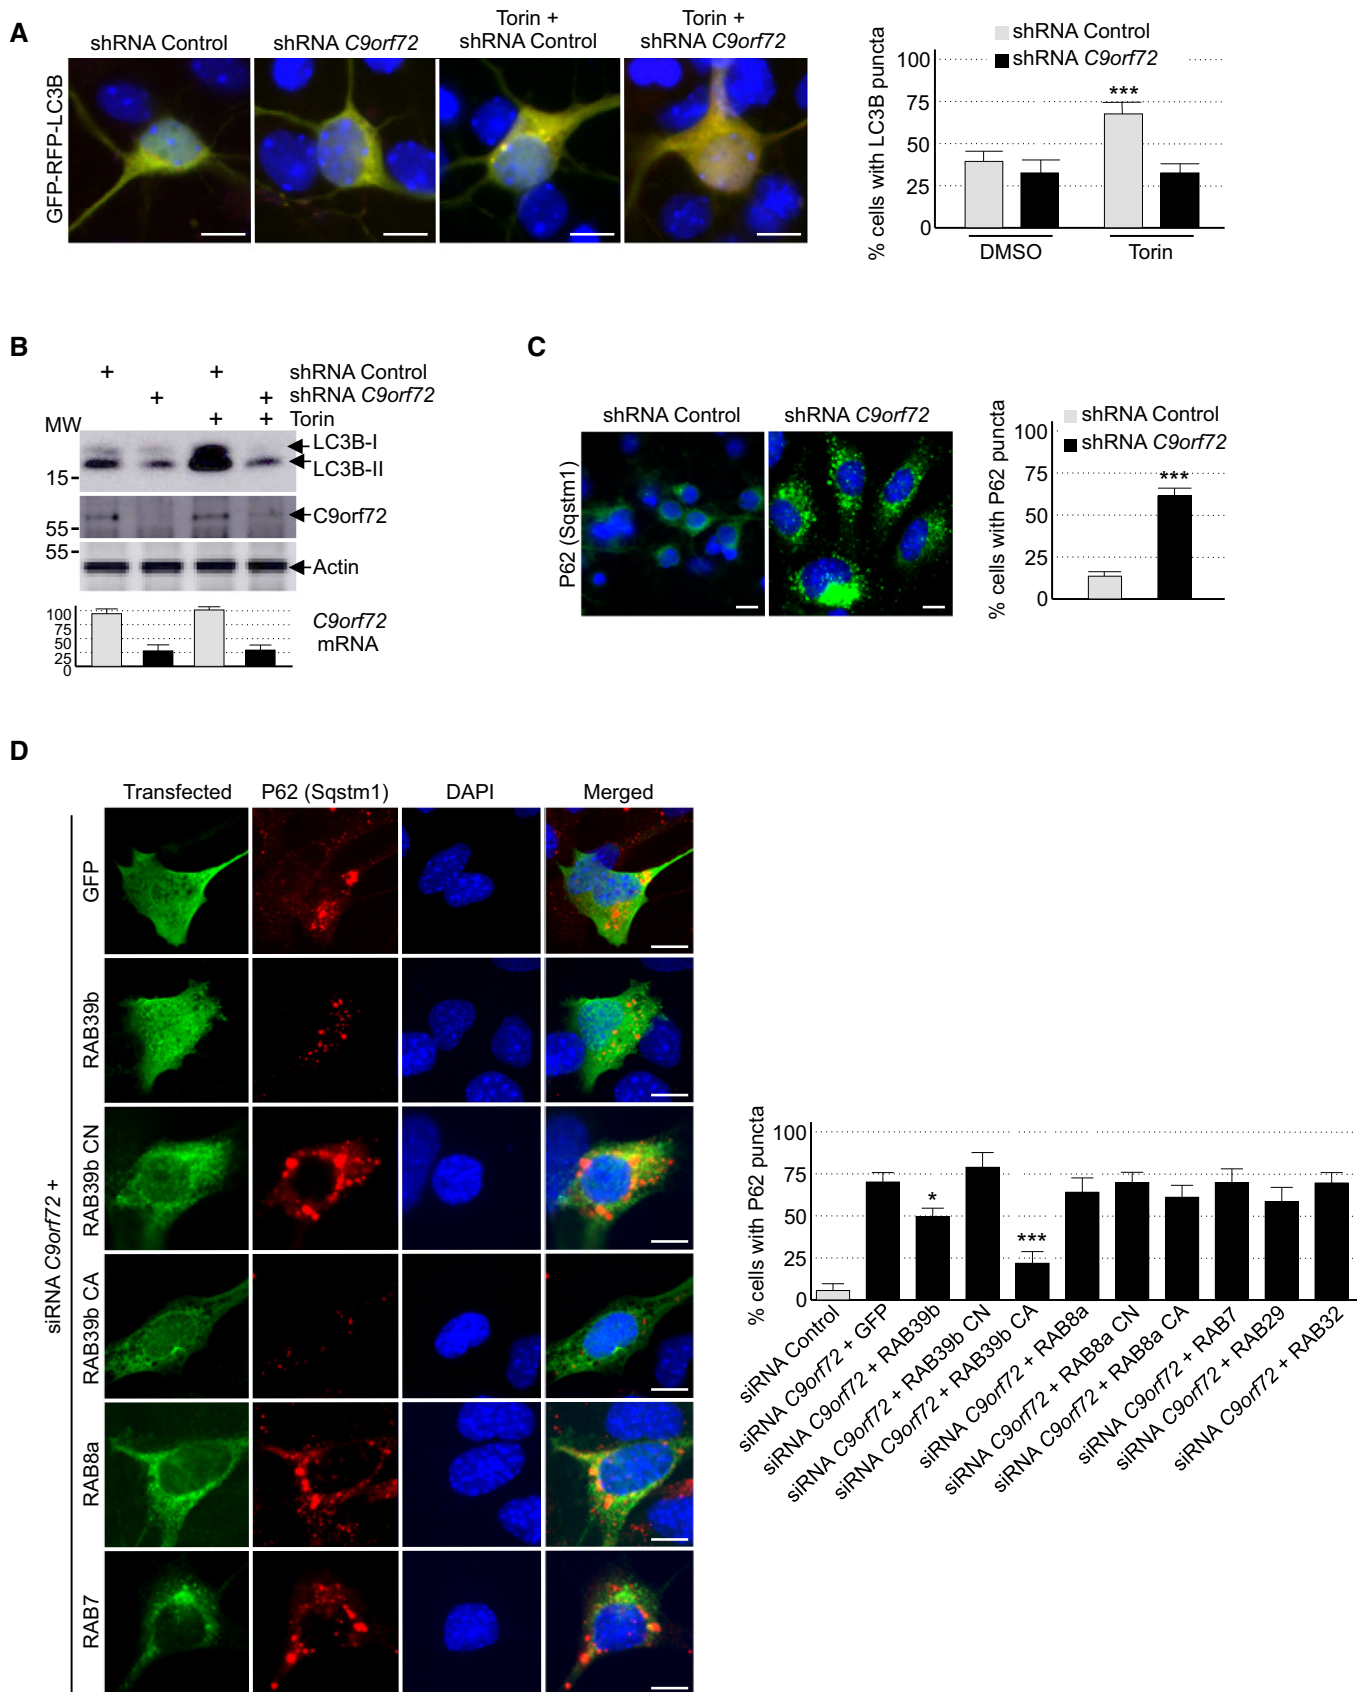 A
shRNA Control
shRNA C9orf72
Torin +
shRNA Control
Torin +
shRNA C9orf72
GFP-RFP-LC3B
shRNA Control
shRNA C9orf72
% cells with LC3B puncta
100
75
50
25
0
***
DMSO
Torin
B
+ + shRNA Control
+ + shRNA C9orf72
+ + Torin
MW
LC3B-I
LC3B-II
15
C9orf72
55
55
Actin
100
75
50
25
0
C9orf72
mRNA
C
shRNA Control
shRNA C9orf72
P62 (Sqstm1)
shRNA Control
shRNA C9orf72
% cells with P62 puncta
100
75
50
25
0
***
D
Transfected
P62 (Sqstm1)
DAPI
Merged
siRNA C9orf72 +
GFP
RAB39b
RAB39b CN
RAB39b CA
RAB8a
RAB7
% cells with P62 puncta
100
75
50
25
0
*
***
siRNA Control
siRNA C9orf72 + GFP
siRNA C9orf72 + RAB39b
siRNA C9orf72 + RAB39b CN
siRNA C9orf72 + RAB39b CA
siRNA C9orf72 + RAB8a
siRNA C9orf72 + RAB8a CN
siRNA C9orf72 + RAB8a CA
siRNA C9orf72 + RAB7
siRNA C9orf72 + RAB29
siRNA C9orf72 + RAB32